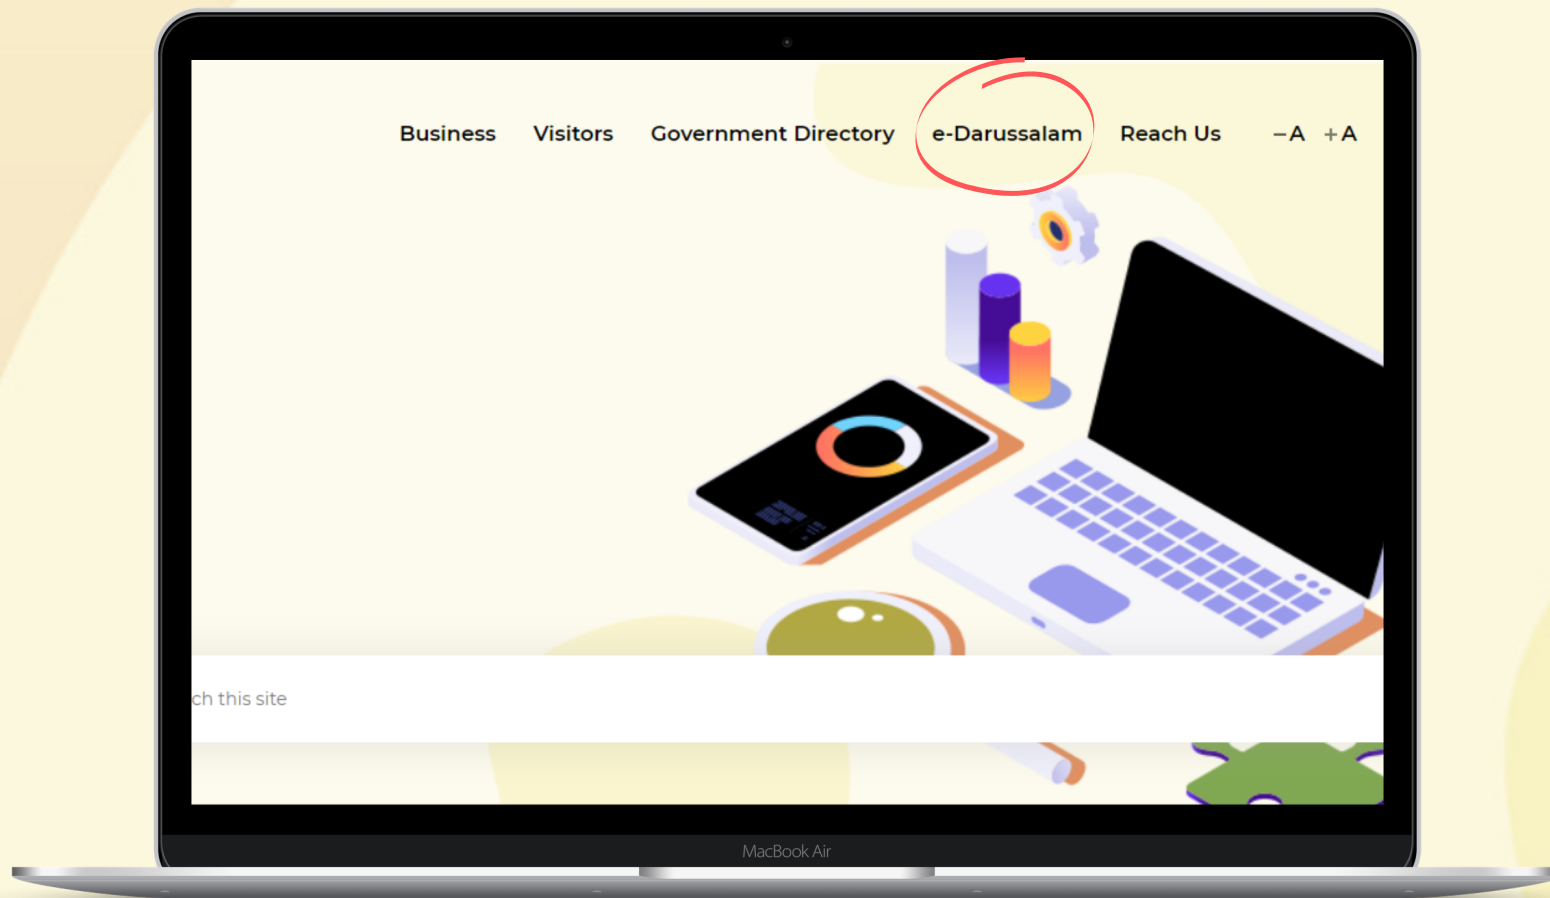 Business Visitors Government Directory e-Darussalam Reach Us −A +A
ch this site
MacBook Air